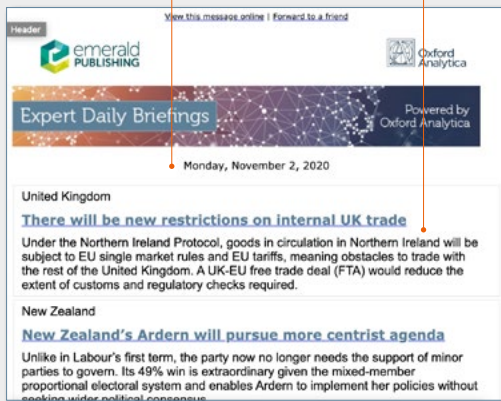 View this message online | Forward to a friend
Header
emerald
PUBLISHING
Oxford
Analytica
Expert Daily Briefings
Powered by
Oxford Analytica
Monday, November 2, 2020
United Kingdom
There will be new restrictions on internal UK trade
Under the Northern Ireland Protocol, goods in circulation in Northern Ireland will be
subject to EU single market rules and EU tariffs, meaning obstacles to trade with
the rest of the United Kingdom. A UK-EU free trade deal (FTA) would reduce the
extent of customs and regulatory checks required.
New Zealand
New Zealand's Ardern will pursue more centrist agenda
Unlike in Labour's first term, the party now no longer needs the support of minor
parties to govern. Its 49% win is extraordinary given the mixed-member
proportional electoral system and enables Ardern to implement her policies without
seeking wider political consensus.